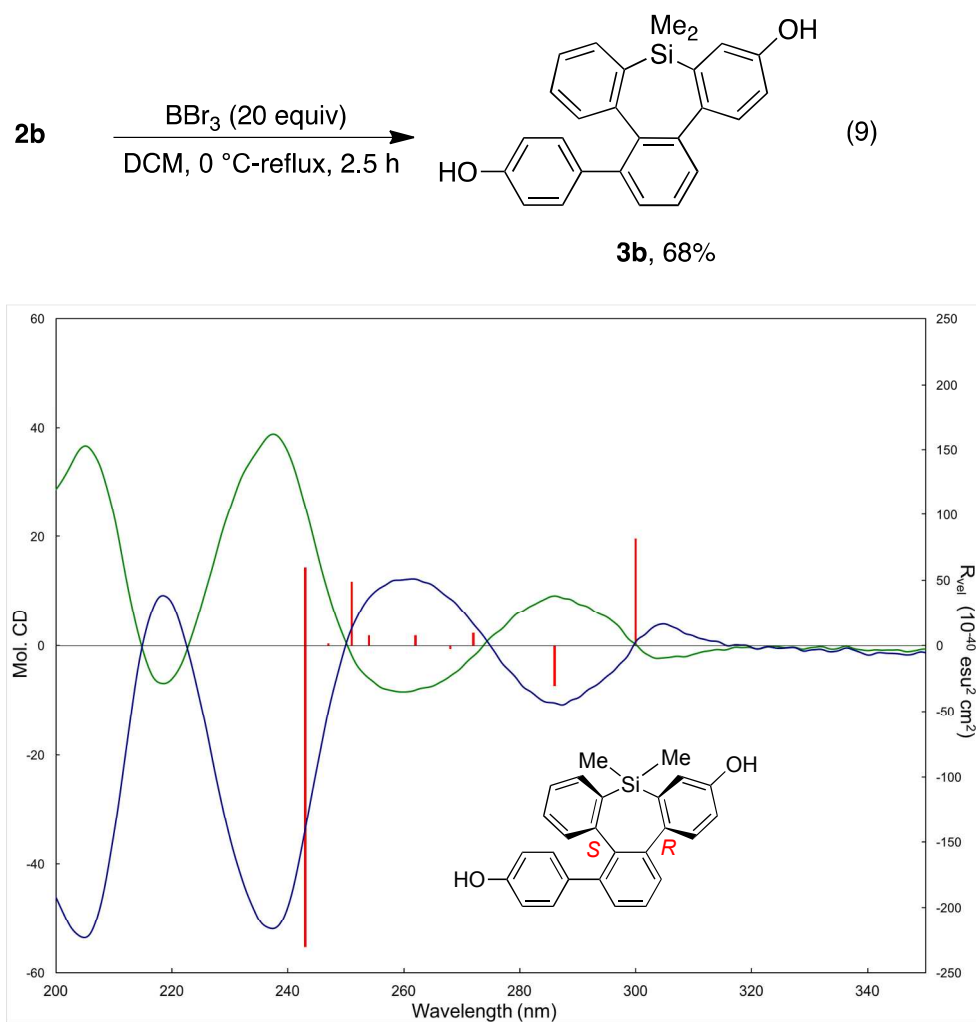 Me2
Si
OH
2b
BBr3 (20 equiv)
DCM, 0 °C-reflux, 2.5 h
HO
(9)
3b, 68%
60
40
20
0
-20
-40
-60
Mol. CD
250
200
150
100
50
0
-50
-100
-150
-200
-250
Rvel (10-40 esu2 cm2)
Me
Me
Si
OH
S
R
HO
200
220
240
260
280
300
320
340
Wavelength (nm)